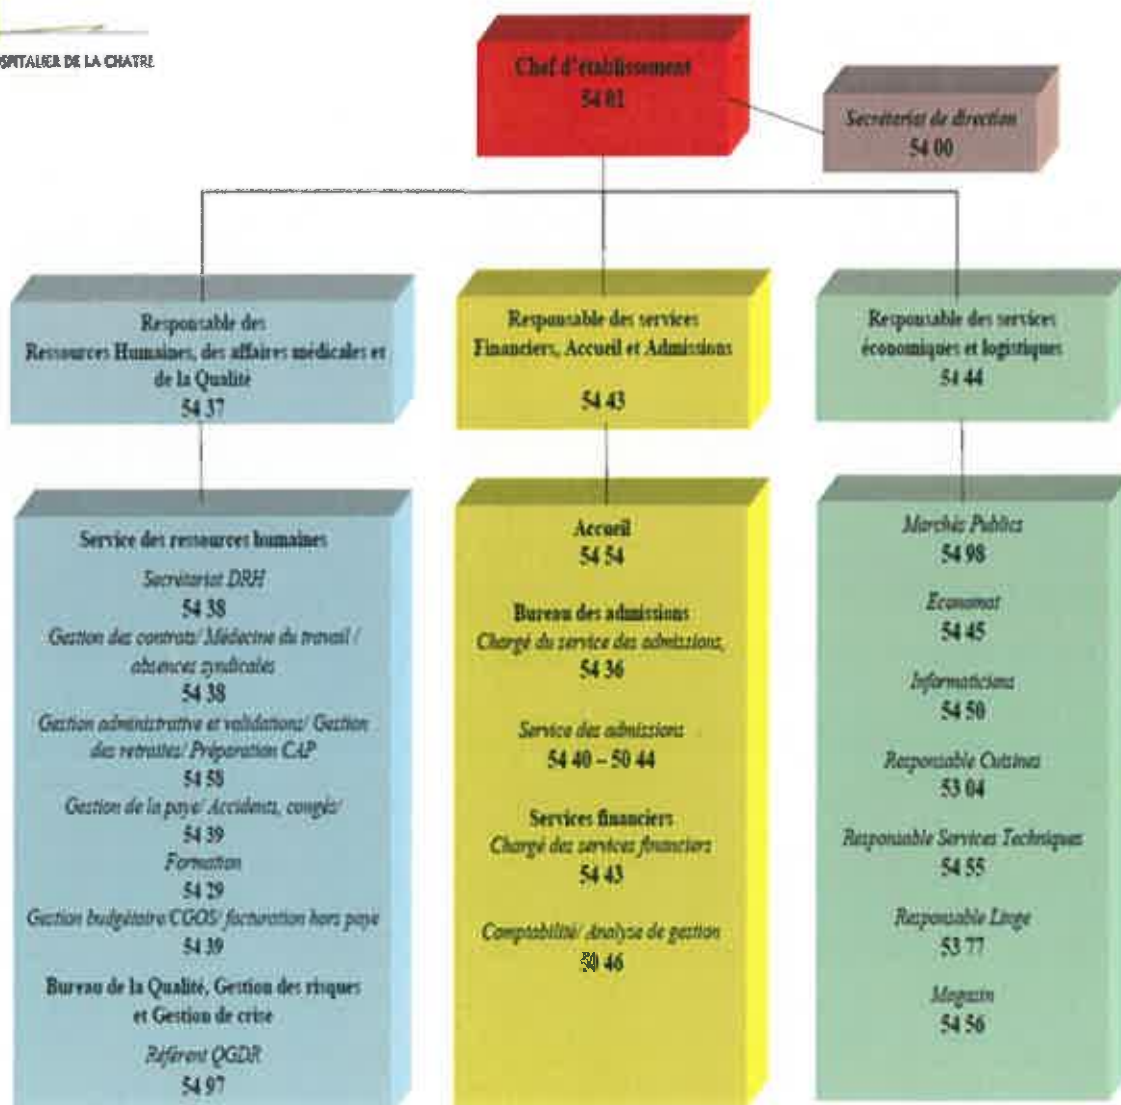 HOSPITALIER DE LA CHATRE
Chef d'établissement
54 01
Secrétariat de direction
54 00
Responsable des
Ressources Humaines, des affaires médicales et
de la Qualité
54 37
Responsable des services
Financiers, Accueil et Admissions
54 43
Responsable des services
économiques et logistiques
54 44
Service des ressources humaines
Secrétariat DRH
54 38
Gestion des contrats/ Médecine du travail /
absences syndicales
54 38
Gestion administrative et validations/ Gestion
des retraites/ Préparation CAP
54 58
Gestion de la paye/ Accidents, congés/
54 39
Formation
54 29
Gestion budgétaire/CGOS/ facturation hors paye
54 39
Bureau de la Qualité, Gestion des risques
et Gestion de crise
Référent QGDR
54 97
Accueil
54 54
Bureau des admissions
Chargé du service des admissions,
54 36
Service des admissions
54 40 – 50 44
Services financiers
Chargé des services financiers
54 43
Comptabilité/ Analyse de gestion
46
Marchés Publics
54 98
Economat
54 45
Informaticiens
54 50
Responsable Cuisines
53 04
Responsable Services Techniques
54 55
Responsable Linge
53 77
Magasin
54 56